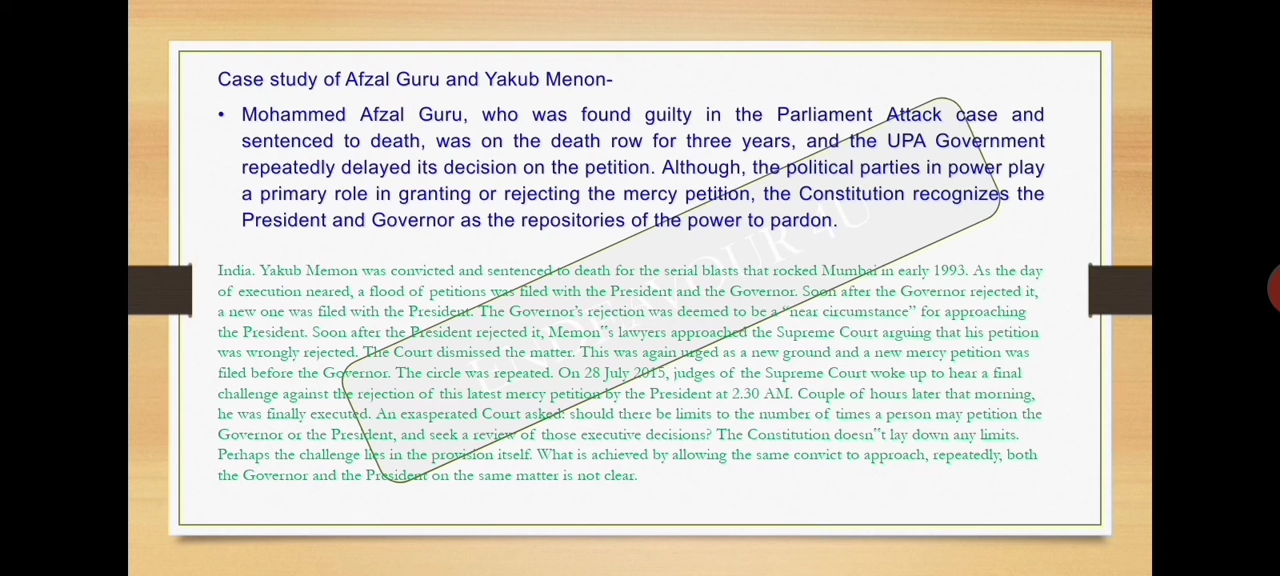 Case study of Afzal Guru and Yakub Menon-
• Mohammed Afzal Guru, who was found guilty in the Parliament Attack case and
sentenced to death, was on the death row for three years, and the UPA Government
repeatedly delayed its decision on the petition. Although, the political parties in power play
a primary role in granting or rejecting the mercy petition, the Constitution recognizes the
President and Governor as the repositories of the power to pardon.
India. Yakub Memon was convicted and sentenced to death for the serial blasts that rocked Mumbai in early 1993. As the day
of execution neared, a flood of petitions was filed with the President and the Governor. Soon after the Governor rejected it,
a new one was filed with the President. The Governor's rejection was deemed to be a “near circumstance” for approaching
the President. Soon after the President rejected it, Memon‟s lawyers approached the Supreme Court arguing that his petition
was wrongly rejected. The Court dismissed the matter. This was again urged as a new ground and a new mercy petition was
filed before the Governor. The circle was repeated. On 28 July 2015, judges of the Supreme Court woke up to hear a final
challenge against the rejection of this latest mercy petition by the President at 2.30 AM. Couple of hours later that morning,
he was finally executed. An exasperated Court asked: should there be limits to the number of times a person may petition the
Governor or the President, and seek a review of those executive decisions? The Constitution doesn‟t lay down any limits.
Perhaps the challenge lies in the provision itself. What is achieved by allowing the same convict to approach, repeatedly, both
the Governor and the President on the same matter is not clear.
ENDEAVOUR 4U